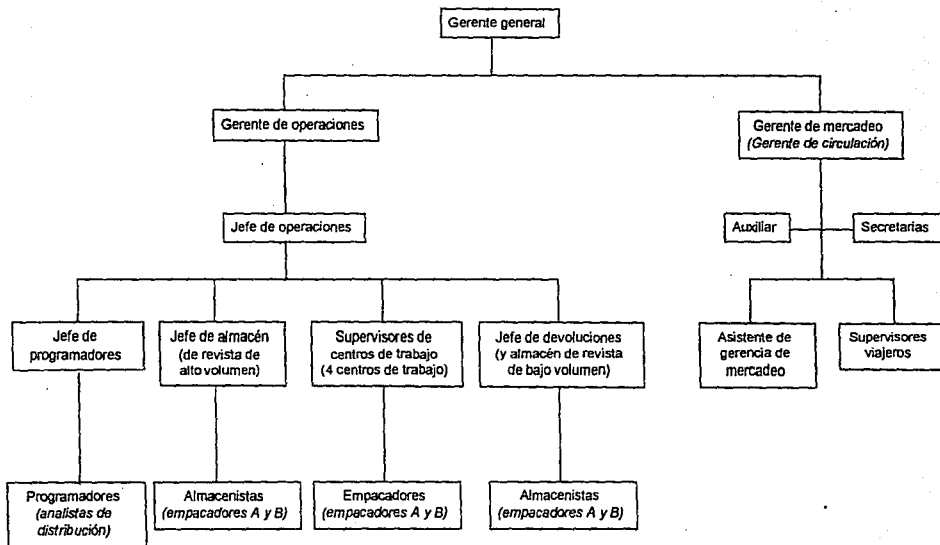 Gerente general
Gerente de operaciones
Gerente de mercadeo
(Gerente de circulación)
Jefe de operaciones
Auxiliar
Secretarias
Jefe de
programadores
Jefe de almacén
(de revista de
alto volumen)
Supervisores de
centros de trabajo
(4 centros de trabajo)
Jefe de devoluciones
(y almacén de revista
de bajo volumen)
Asistente de
gerencia de
mercadeo
Supervisores
viajeros
Programadores
(analistas de
distribución)
Almacenistas
(empacadores A y B)
Empacadores
(empacadores A y B)
Almacenistas
(empacadores A y B)